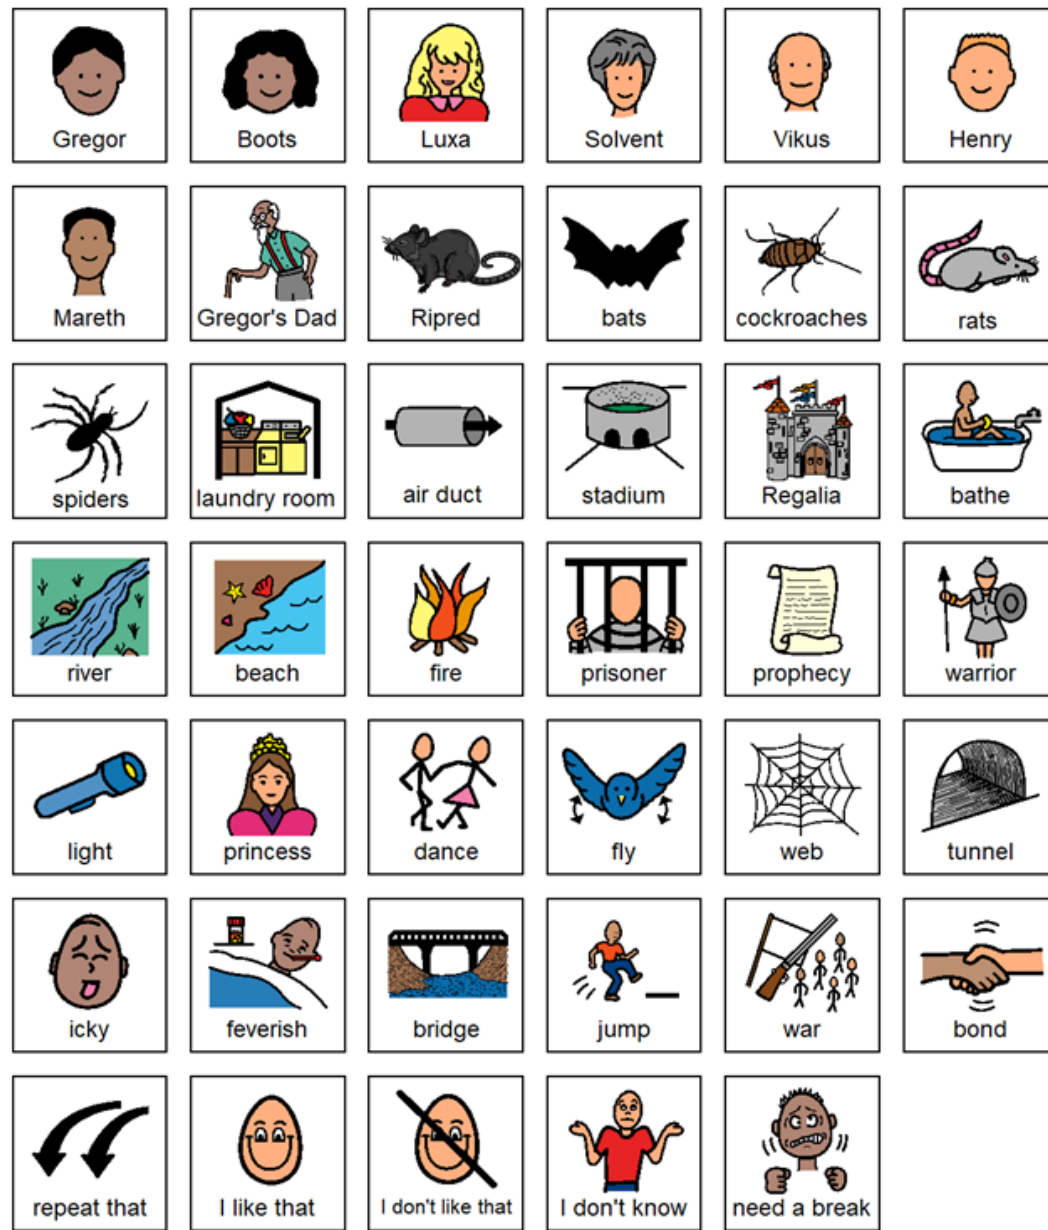 Gregor
Boots
Luxa
Solvent
Vikus
Henry
Mareth
Gregor's Dad
Ripred
bats
cockroaches
rats
spiders
laundry room
air duct
stadium
Regalia
bathe
river
beach
fire
prisoner
prophecy
warrior
light
princess
dance
fly
web
tunnel
icky
feverish
bridge
jump
war
bond
repeat that
I like that
I don't like that
I don't know
need a break